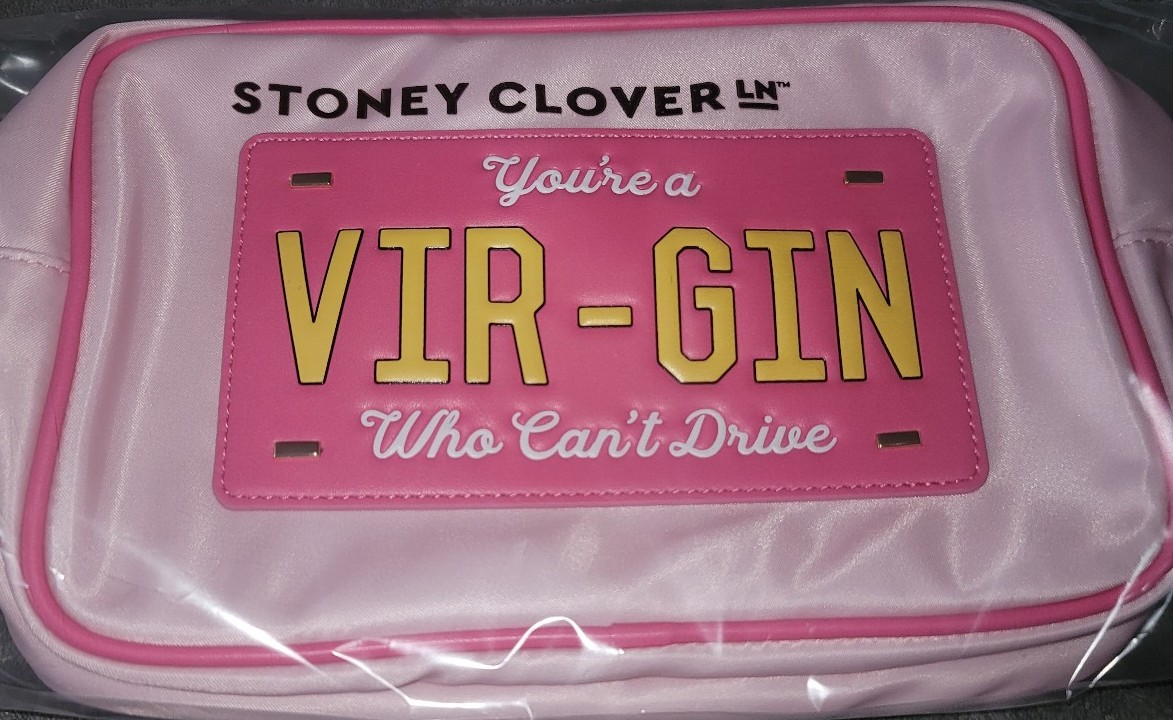 STONEY CLOVER LN™
You're a
VIR-GIN
Who Can't Drive